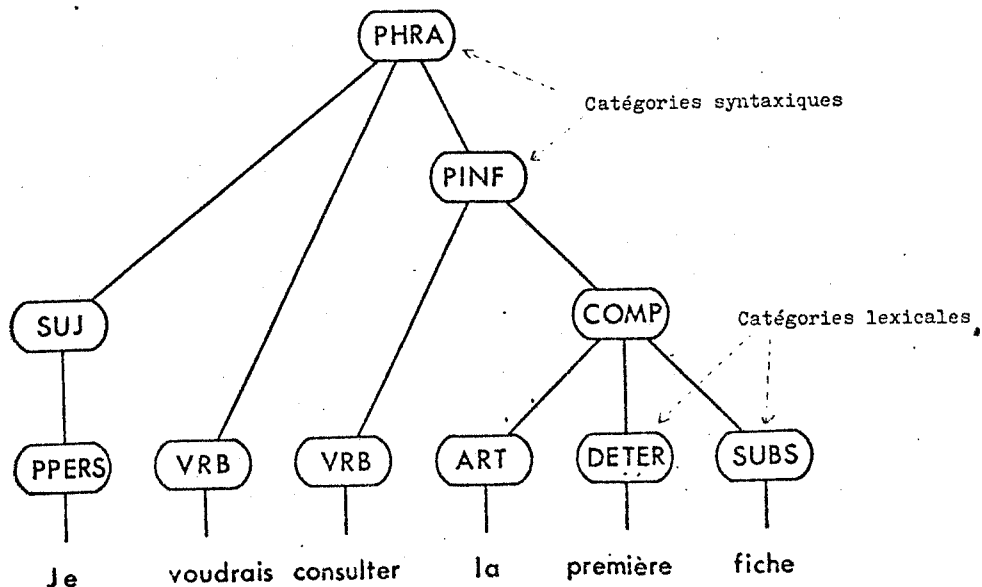 PHRA
Catégories syntaxiques
PINF
SUJ
COMP
Catégories lexicales
PPERS
VRB
VRB
ART
DETER
SUBS
Je
voudrais
consulter
la
première
fiche